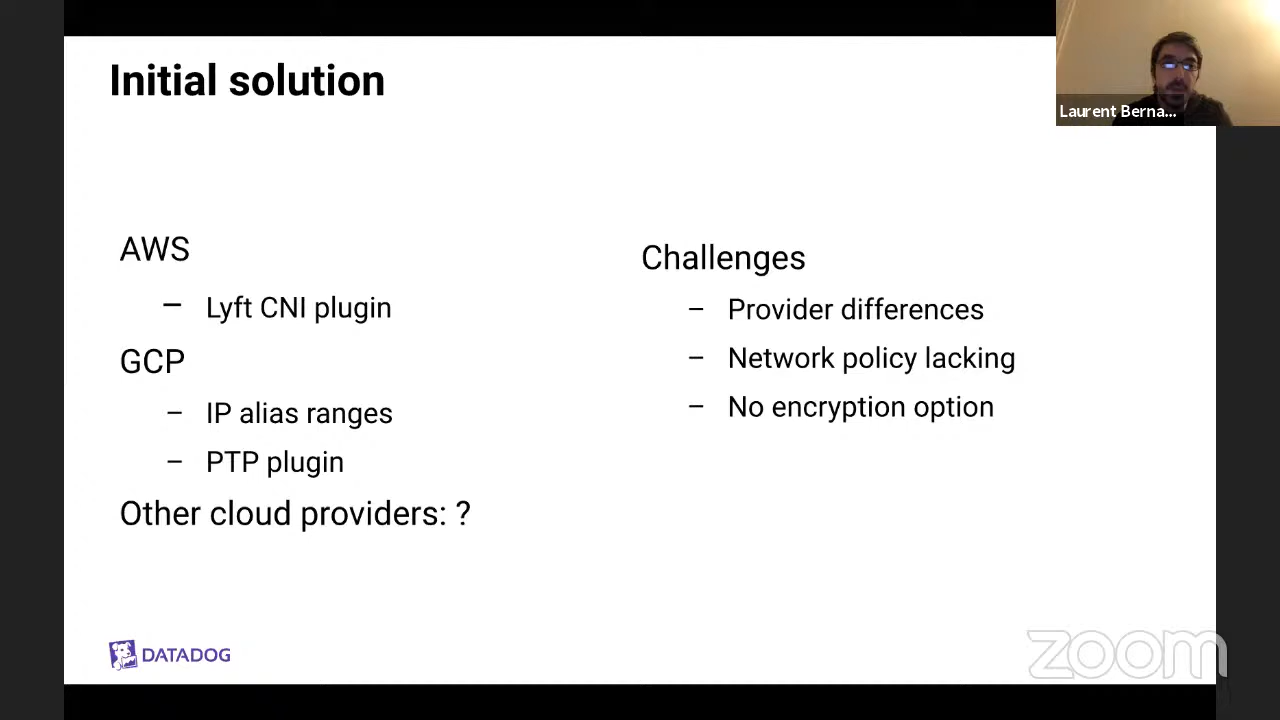 Initial solution
Laurent Berna...
AWS
– Lyft CNI plugin
GCP
– IP alias ranges
– PTP plugin
Other cloud providers: ?
Challenges
– Provider differences
– Network policy lacking
– No encryption option
DATADOG
zoom